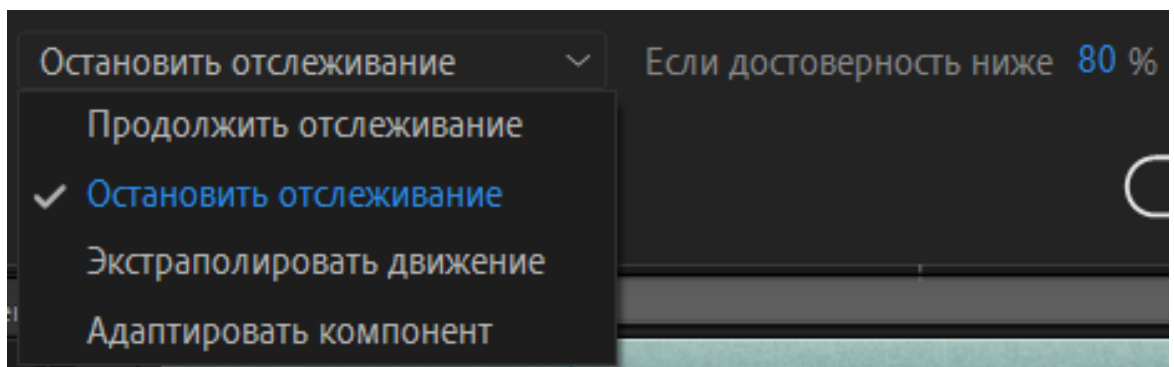 Остановить отслеживание Если достоверность ниже 80 %
Продолжить отслеживание
Остановить отслеживание
Экстраполировать движение
Адаптировать компонент